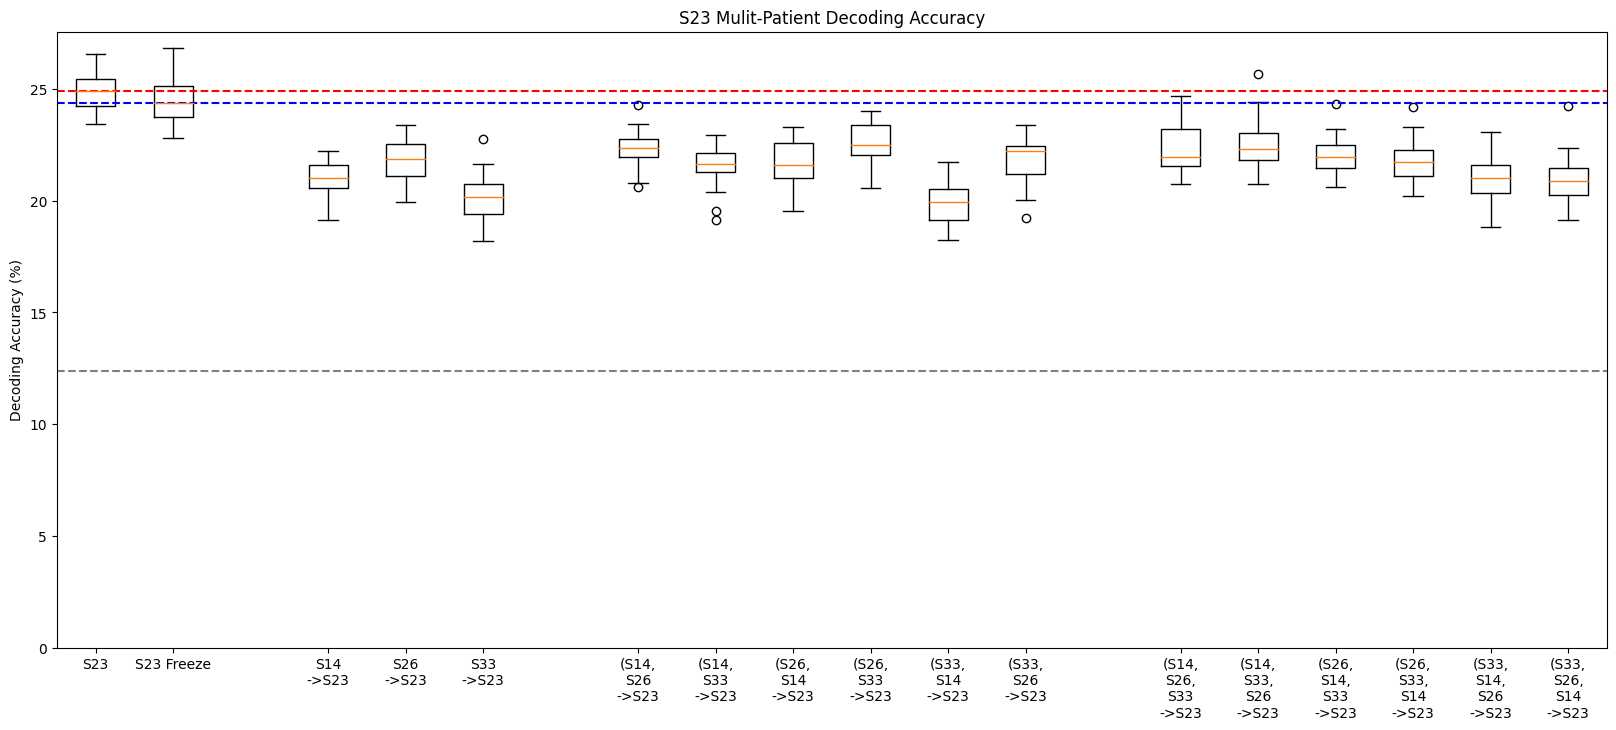 S23 Mulit-Patient Decoding Accuracy
Decoding Accuracy (%)
25
20
15
10
5
0
S23
S23 Freeze
S14
->S23
S26
->S23
S33
->S23
(S14,
S26
->S23
(S14,
S33
->S23
(S26,
S14
->S23
(S26,
S33
->S23
(S33,
S14
->S23
(S33,
S26
->S23
(S14,
S26,
S33
->S23
(S14,
S33,
S26
->S23
(S26,
S14,
S33
->S23
(S26,
S33,
S14
->S23
(S33,
S14,
S26
->S23
(S33,
S26,
S14
->S23